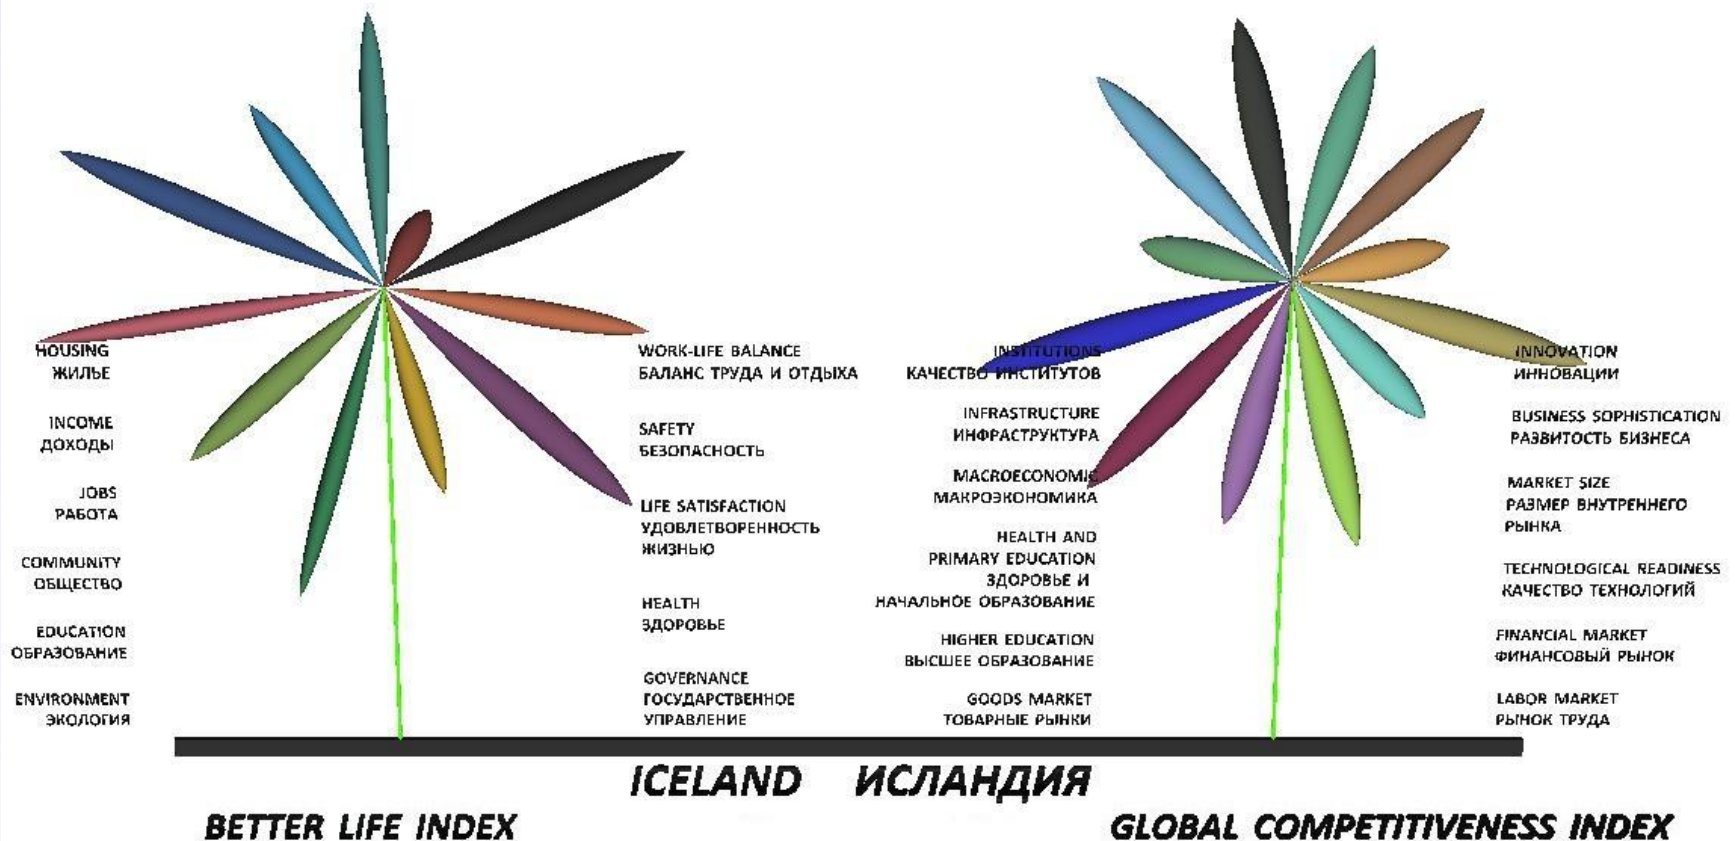 HOUSING
ЖИЛЬЕ
INCOME
ДОХОДЫ
JOBS
РАБОТА
COMMUNITY
ОБЩЕСТВО
EDUCATION
ОБРАЗОВАНИЕ
ENVIRONMENT
ЭКОЛОГИЯ
WORK-LIFE BALANCE
БАЛАНС ТРУДА И ОТДЫХА
SAFETY
БЕЗОПАСНОСТЬ
LIFE SATISFACTION
УДОВЛЕТВОРЕННОСТЬ
ЖИЗНЬЮ
HEALTH
ЗДОРОВЬЕ
GOVERNANCE
ГОСУДАРСТВЕННОЕ
УПРАВЛЕНИЕ
INSTITUTIONS
КАЧЕСТВО ИНСТИТУТОВ
INFRASTRUCTURE
ИНФРАСТРУКТУРА
MACROECONOMIC
МАКРОЭКОНОМИКА
HEALTH AND
PRIMARY EDUCATION
ЗДОРОВЬЕ И
НАЧАЛЬНОЕ ОБРАЗОВАНИЕ
HIGHER EDUCATION
ВЫСШЕЕ ОБРАЗОВАНИЕ
GOODS MARKET
ТОВАРНЫЕ РЫНКИ
INNOVATION
ИННОВАЦИИ
BUSINESS SOPHISTICATION
РАЗВИТОСТЬ БИЗНЕСА
MARKET SIZE
РАЗМЕР ВНУТРЕННЕГО
РЫНКА
TECHNOLOGICAL READINESS
КАЧЕСТВО ТЕХНОЛОГИЙ
FINANCIAL MARKET
ФИНАНСОВЫЙ РЫНОК
LABOR MARKET
РЫНОК ТРУДА
ICELAND ИСЛАНДИЯ
BETTER LIFE INDEX
GLOBAL COMPETITIVENESS INDEX